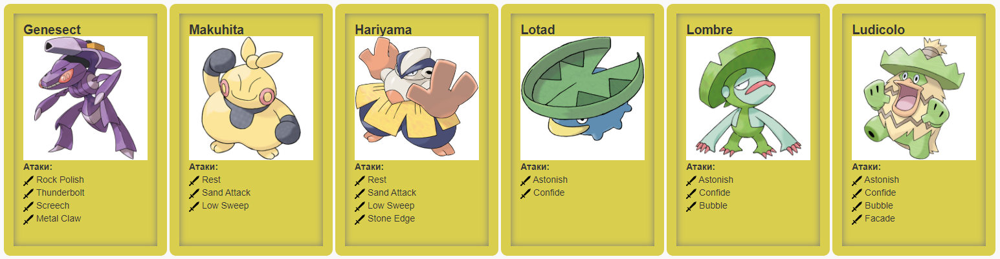 Genesect
Атаки:
Rock Polish
Thunderbolt
Screech
Metal Claw
Makuhita
Атаки:
Rest
Sand Attack
Low Sweep
Hariyama
Атаки:
Rest
Sand Attack
Low Sweep
Stone Edge
Lotad
Атаки:
Astonish
Confide
Lombre
Атаки:
Astonish
Confide
Bubble
Ludicolo
Атаки:
Astonish
Confide
Bubble
Facade